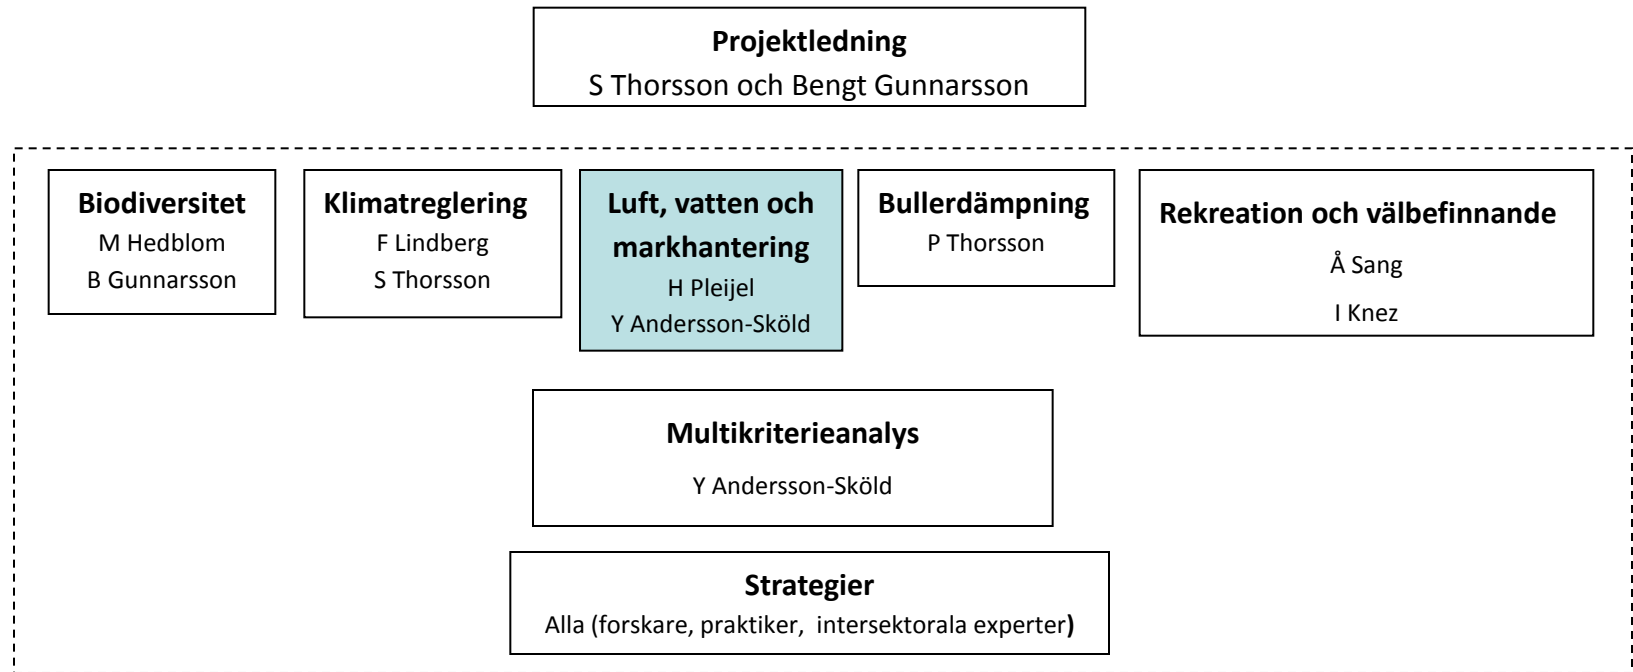 Projektledning
S Thorsson och Bengt Gunnarsson
Biodiversitet
M Hedblom
B Gunnarsson
Klimatreglering
F Lindberg
S Thorsson
Luft, vatten och
markhantering
H Pleijel
Y Andersson-Sköld
Bullerdämpning
P Thorsson
Rekreation och välbefinnande
Å Sang
I Knez
Multikriterieanalys
Y Andersson-Sköld
Strategier
Alla (forskare, praktiker, intersektorala experter)